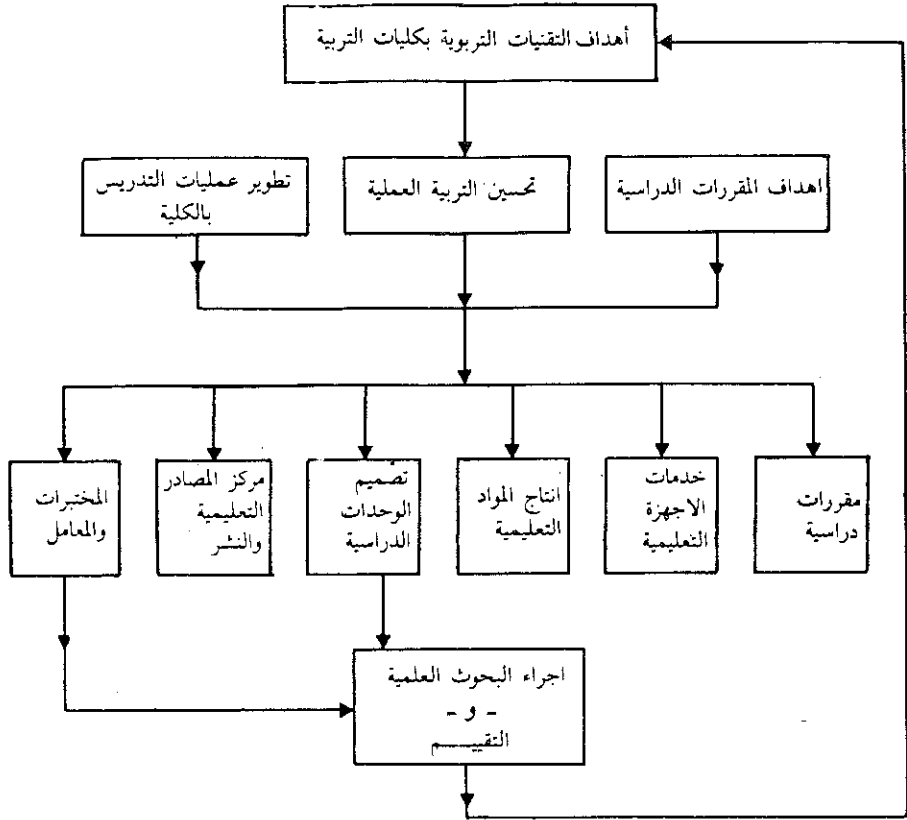 أهداف التقنيات التربوية بكليات التربية
اهداف المقررات الدراسية
تحسين التربية العملية
تطوير عمليات التدريس
بالكلية
مقررات
دراسية
خدمات
الاجهزة
التعليمية
انتاج المواد
التعليمية
تصميم
الوحدات
الدراسية
مركز المصادر
التعليمية
والنشر
المختبرات
والمعامل
اجراء البحوث العلمية
- و -
التقييـــــم